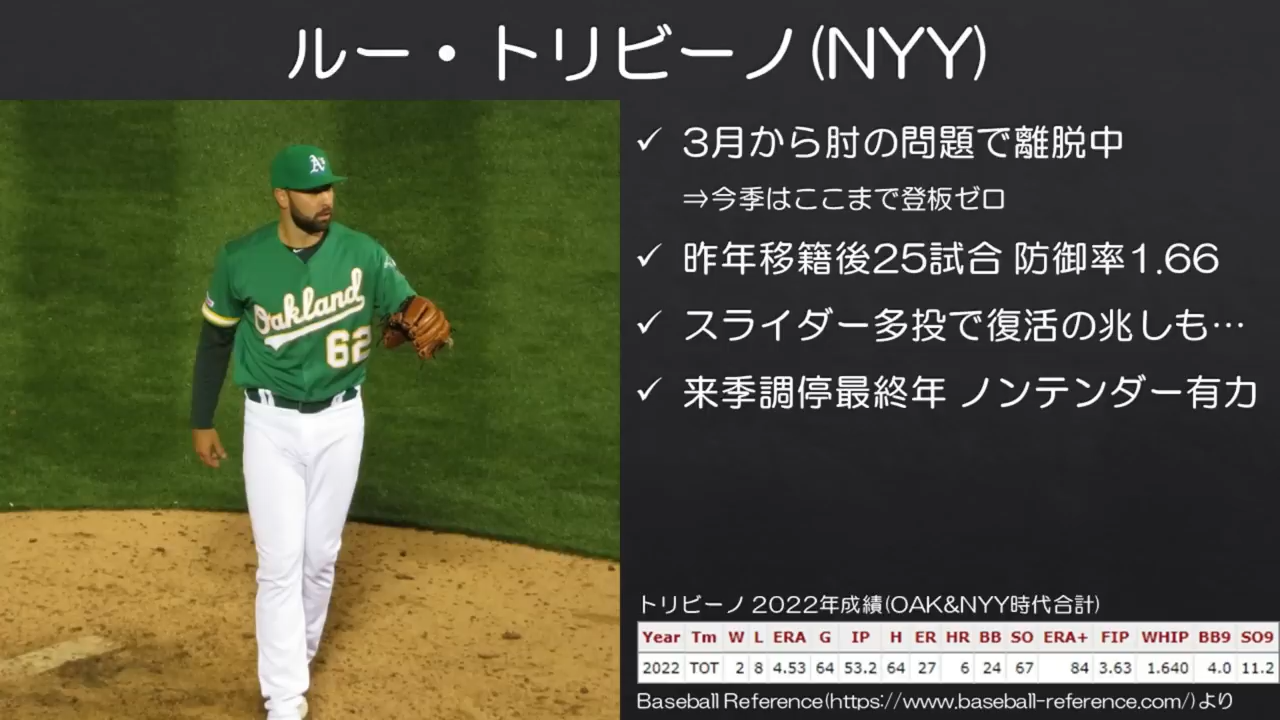 ルー・トリビーノ(NYY)
A's
Oakland
62
✓ 3月から肘の問題で離脱中
⇒今季はここまで登板ゼロ
✓ 昨年移籍後25試合 防御率1.66
✓ スライダー多投で復活の兆しも…
✓ 来季調停最終年 ノンテンダー有力
トリビーノ 2022年成績(OAK&NYY時代合計)
Year Tm W L ERA G IP H ER HR BB SO ERA+ FIP WHIP BB9 SO9
2022 TOT 2 8 4.53 64 53.2 64 27 6 24 67 84 3.63 1.640 4.0 11.2
Baseball Reference(https://www.baseball-reference.com/)より